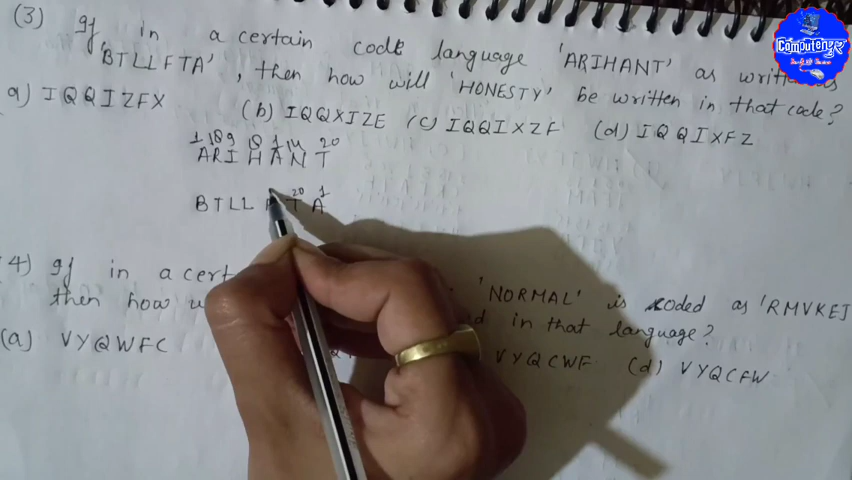 (3) If in a certain code language 'ARIHANT' as written as
'BTLLFTA', then how will 'HONESTY' be written in that code?
a) IQQIZFX (b) IQQXIZE (c) IQQIXZF (d) IQQIXFZ
1 18 9 8 1 14 20
ARIHANT
20 1
BTLL TA
4) If in a cert 'NORMAL' is coded as 'RMVKEJ
then how in that language?
(a) VYQWFC VYQCWF (d) VYQCFW
Computer